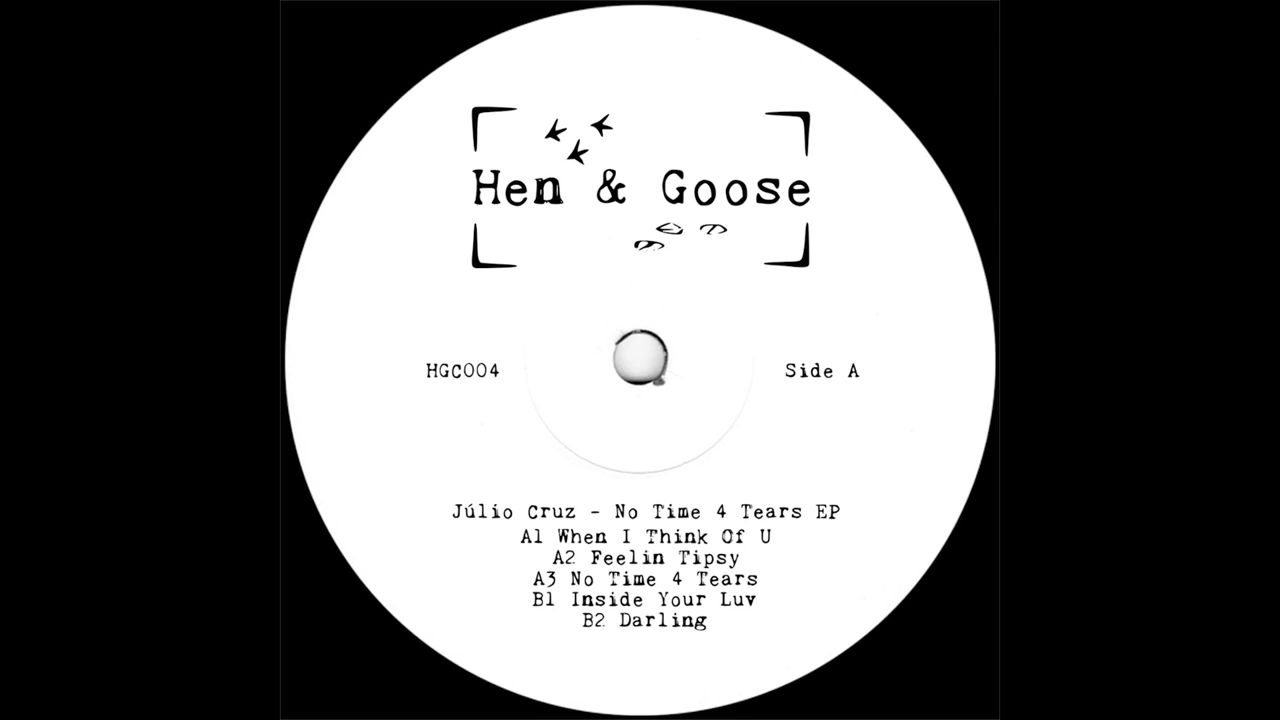 Hen & Goose
HGC004
Side A
Júlio Cruz - No Time 4 Tears EP
A1 When I Think Of U
A2 Feelin Tipsy
A3 No Time 4 Tears
B1 Inside Your Luv
B2 Darling